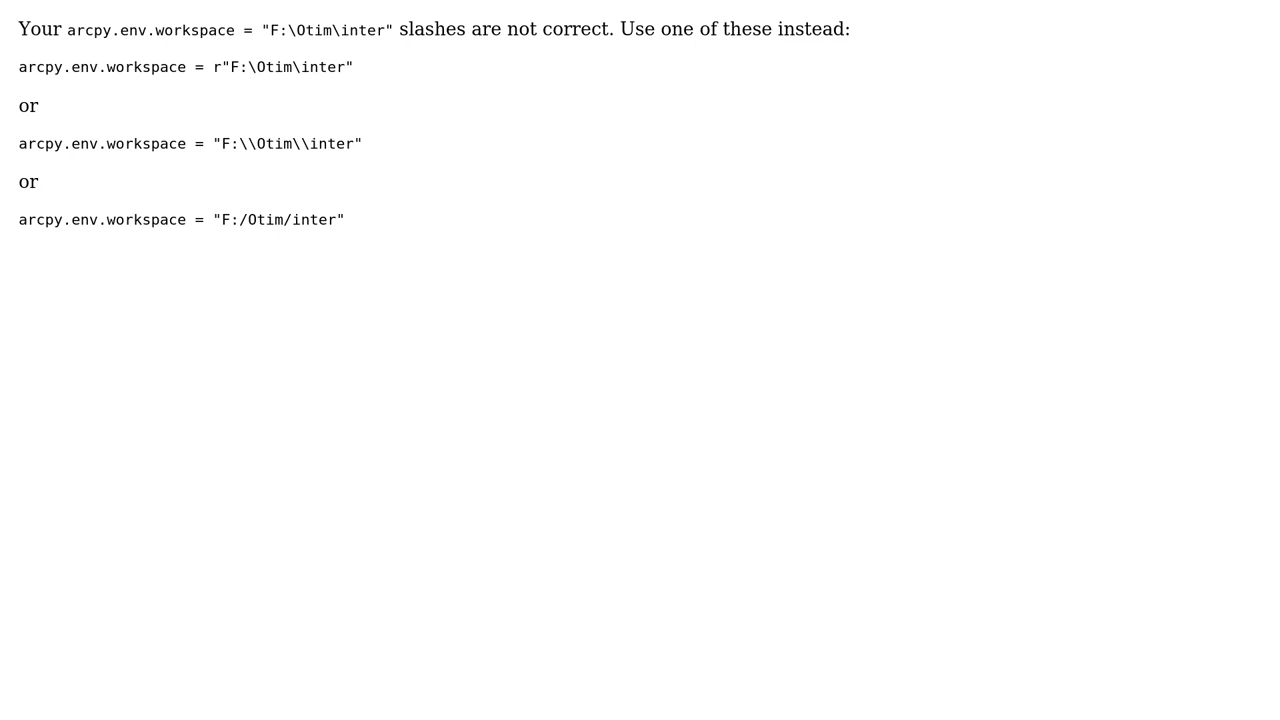 Your arcpy.env.workspace = "F:\Otim\inter" slashes are not correct. Use one of these instead:
arcpy.env.workspace = r"F:\Otim\inter"
or
arcpy.env.workspace = "F:\\Otim\\inter"
or
arcpy.env.workspace = "F:/Otim/inter"